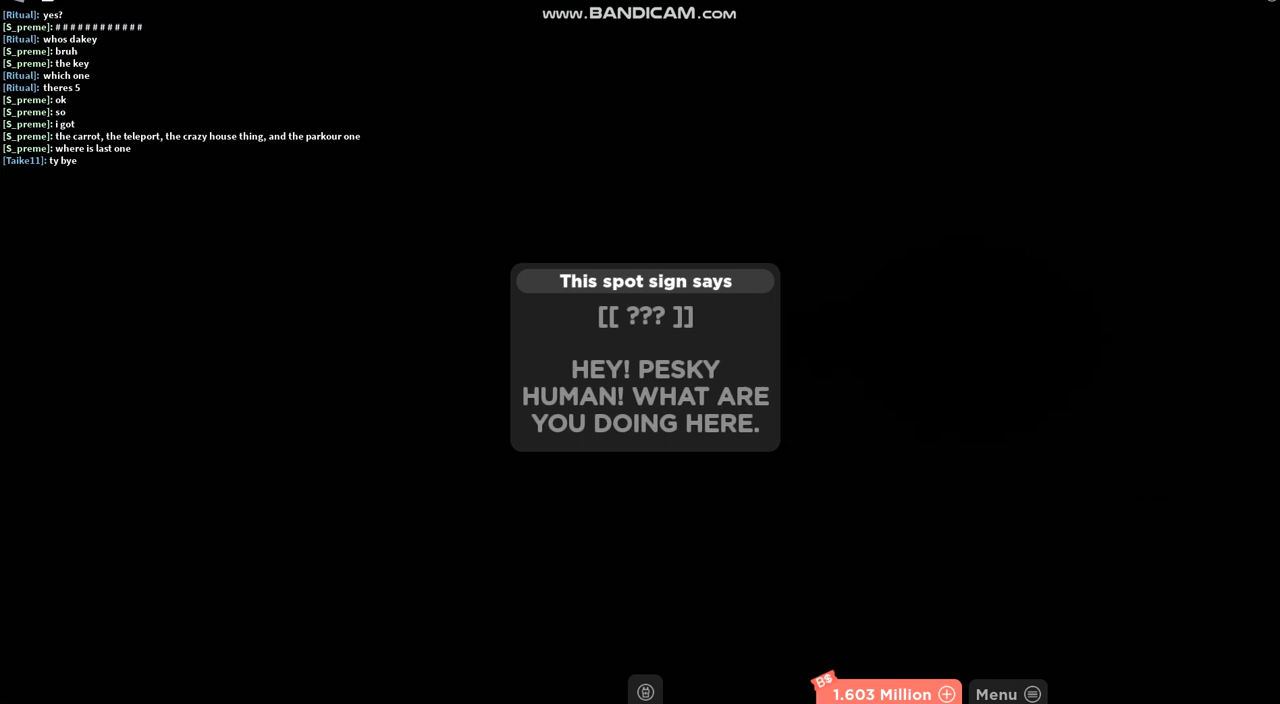 www.BANDICAM.com
[Ritual]: yes?
[S_preme]: # # # # # # # # # # # #
[Ritual]: whos dakey
[S_preme]: bruh
[S_preme]: the key
[Ritual]: which one
[Ritual]: theres 5
[S_preme]: ok
[S_preme]: so
[S_preme]: i got
[S_preme]: the carrot, the teleport, the crazy house thing, and the parkour one
[S_preme]: where is last one
[Taike11]: ty bye
This spot sign says
[[ ??? ]]
HEY! PESKY
HUMAN! WHAT ARE
YOU DOING HERE.
B$
1.603 Million
Menu